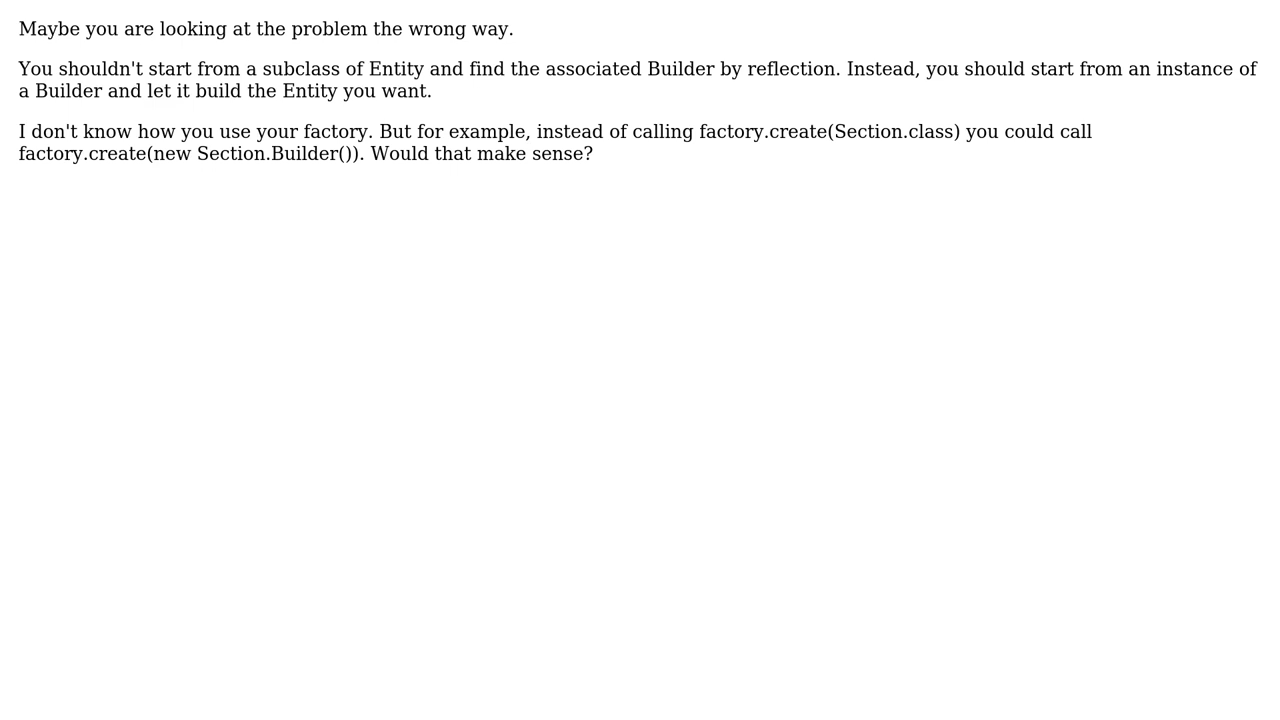 Maybe you are looking at the problem the wrong way.
You shouldn't start from a subclass of Entity and find the associated Builder by reflection. Instead, you should start from an instance of
a Builder and let it build the Entity you want.
I don't know how you use your factory. But for example, instead of calling factory.create(Section.class) you could call
factory.create(new Section.Builder()). Would that make sense?